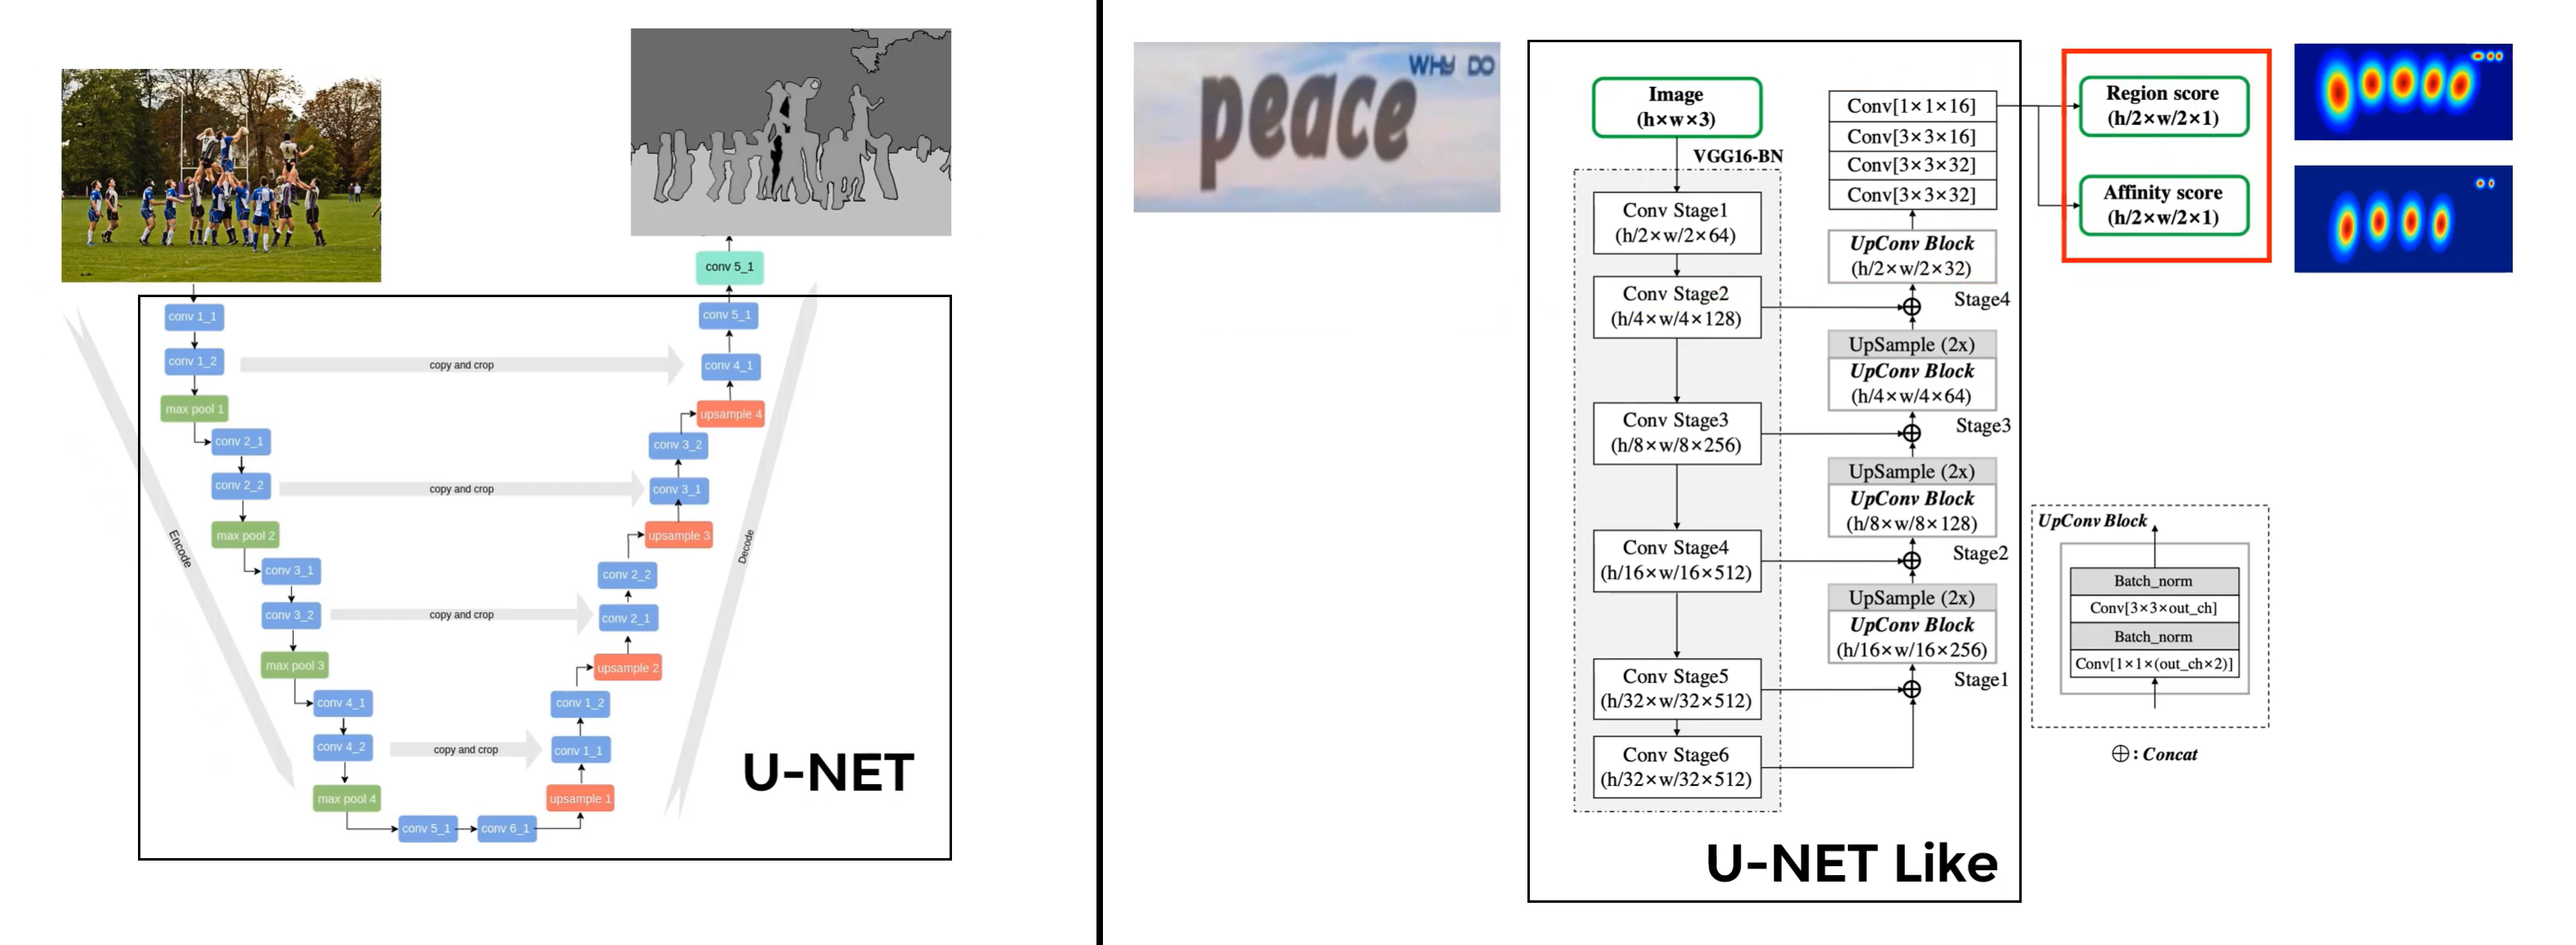 conv 5_1
conv 1_1
conv 5_1
conv 1_2
copy and crop
conv 4_1
max pool 1
upsample 4
conv 2_1
conv 3_2
conv 2_2
copy and crop
conv 3_1
max pool 2
upsample 3
Encode
Decode
conv 3_1
conv 2_2
conv 3_2
copy and crop
conv 2_1
max pool 3
upsample 2
conv 4_1
conv 1_2
conv 4_2
copy and crop
conv 1_1
max pool 4
upsample 1
conv 5_1
conv 6_1
U-NET
WHY DO
peace
Image
(h×w×3)
VGG16-BN
Conv Stage1
(h/2×w/2×64)
Conv Stage2
(h/4×w/4×128)
Conv Stage3
(h/8×w/8×256)
Conv Stage4
(h/16×w/16×512)
Conv Stage5
(h/32×w/32×512)
Conv Stage6
(h/32×w/32×512)
Conv[1×1×16]
Conv[3×3×16]
Conv[3×3×32]
Conv[3×3×32]
UpConv Block
(h/2×w/2×32)
Stage4
UpSample (2x)
UpConv Block
(h/4×w/4×64)
Stage3
UpSample (2x)
UpConv Block
(h/8×w/8×128)
Stage2
UpSample (2x)
UpConv Block
(h/16×w/16×256)
Stage1
U-NET Like
Region score
(h/2×w/2×1)
Affinity score
(h/2×w/2×1)
UpConv Block
Batch_norm
Conv[3×3×out_ch]
Batch_norm
Conv[1×1×(out_ch×2)]
⊕ : Concat